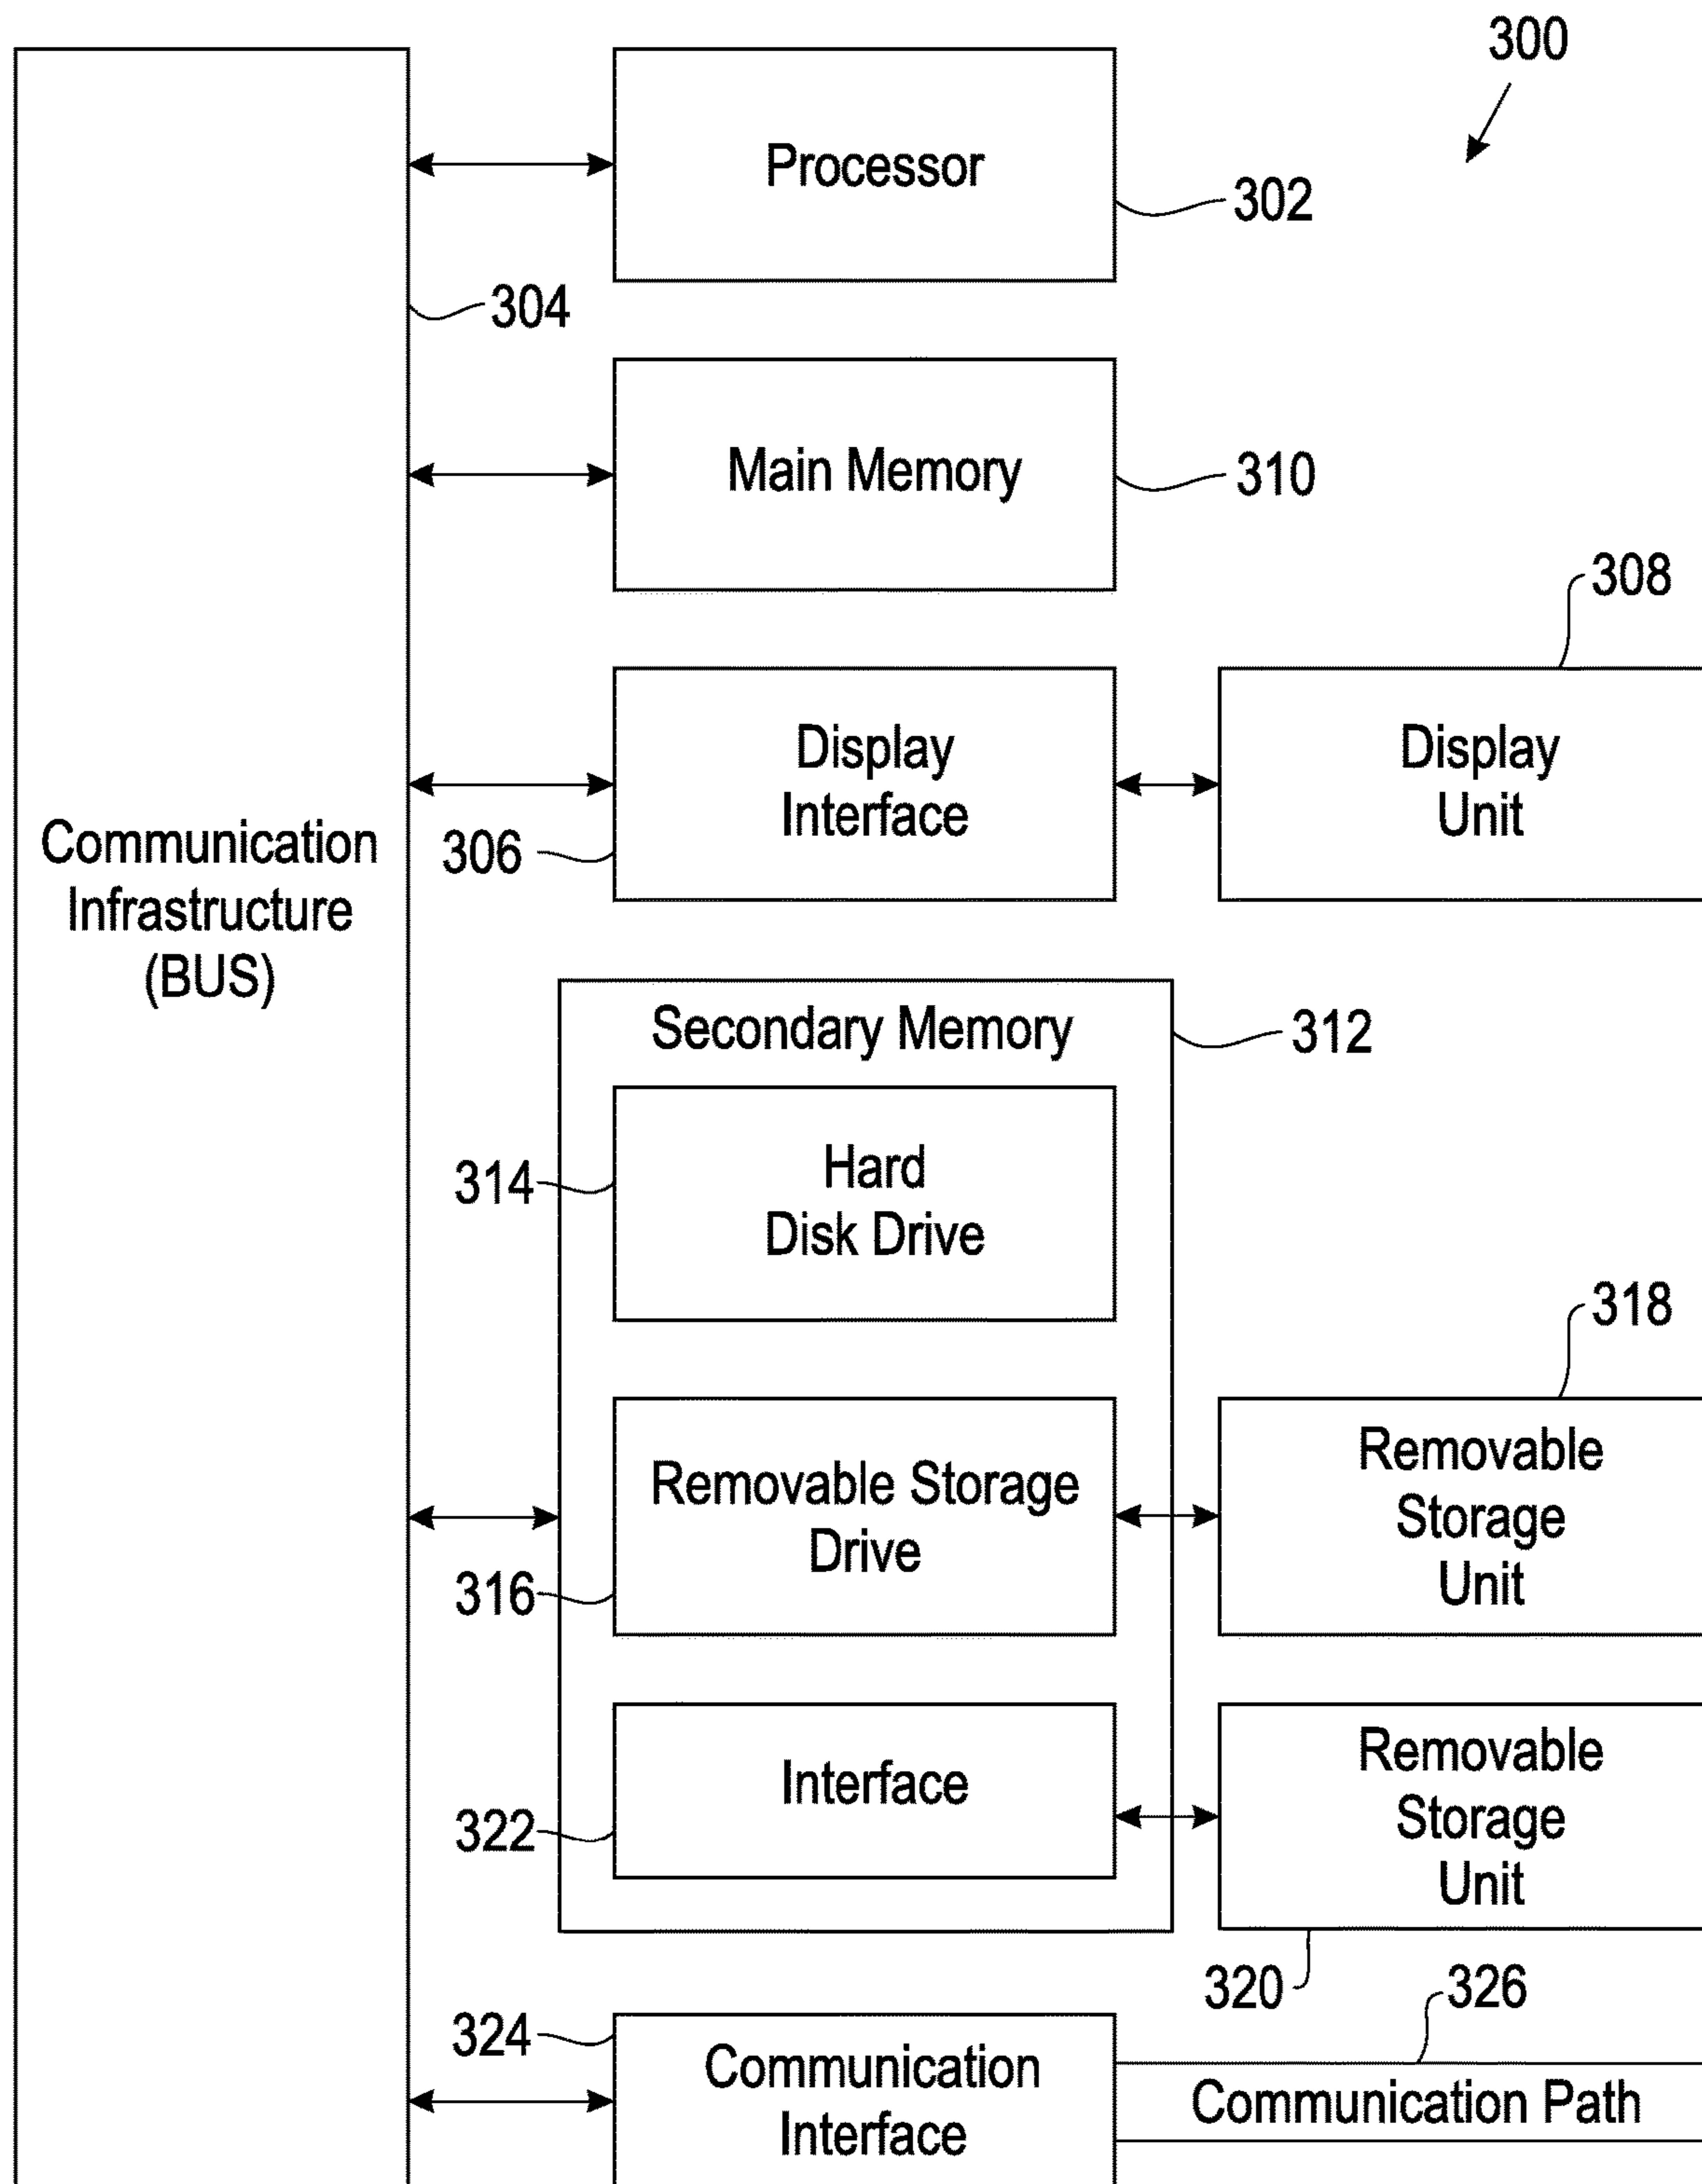 300
Processor
302
304
Main Memory
310
308
Display
Interface
306
Display
Unit
Communication
Infrastructure
(BUS)
Secondary Memory
312
Hard
Disk Drive
314
318
Removable Storage
Drive
316
Removable
Storage
Unit
Interface
322
Removable
Storage
Unit
320
326
324
Communication
Interface
Communication Path